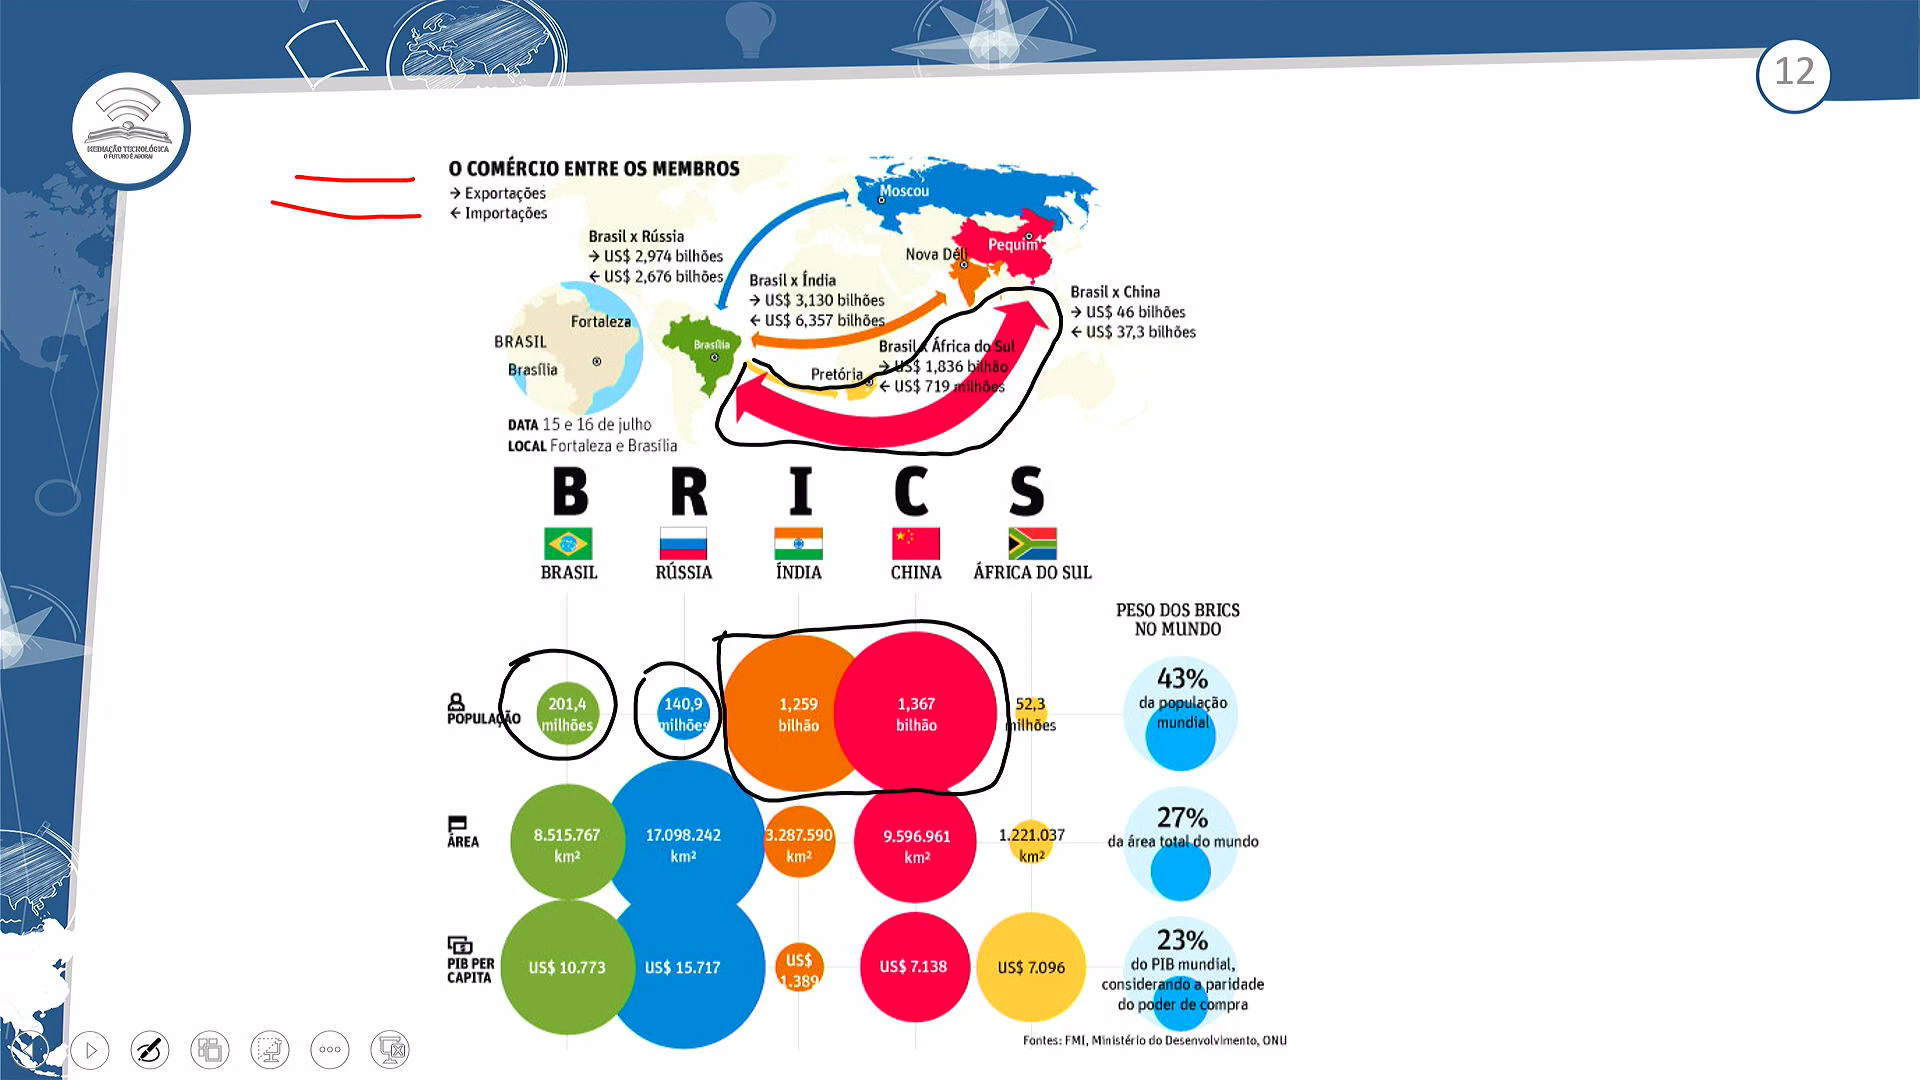 12
MEDIAÇÃO TECNOLÓGICA
O FUTURO É AGORA!
O COMÉRCIO ENTRE OS MEMBROS
→ Exportações
← Importações
Moscou
Brasil x Rússia
→ US$ 2,974 bilhões
← US$ 2,676 bilhões
Pequim
Nova Déli
Brasil x Índia
→ US$ 3,130 bilhões
← US$ 6,357 bilhões
Brasil x China
→ US$ 46 bilhões
← US$ 37,3 bilhões
Fortaleza
BRASIL
Brasília
Brasília
Brasil x África do Sul
→ US$ 1,836 bilhão
← US$ 719 milhões
Pretória
DATA 15 e 16 de julho
LOCAL Fortaleza e Brasília
B R I C S
BRASIL RÚSSIA ÍNDIA CHINA ÁFRICA DO SUL
PESO DOS BRICS
NO MUNDO
POPULAÇÃO
201,4
milhões
140,9
milhões
1,259
bilhão
1,367
bilhão
52,3
milhões
43%
da população
mundial
ÁREA
8.515.767
km²
17.098.242
km²
3.287.590
km²
9.596.961
km²
1.221.037
km²
27%
da área total do mundo
PIB PER
CAPITA
US$ 10.773
US$ 15.717
US$
1.389
US$ 7.138
US$ 7.096
23%
do PIB mundial,
considerando a paridade
do poder de compra
Fontes: FMI, Ministério do Desenvolvimento, ONU